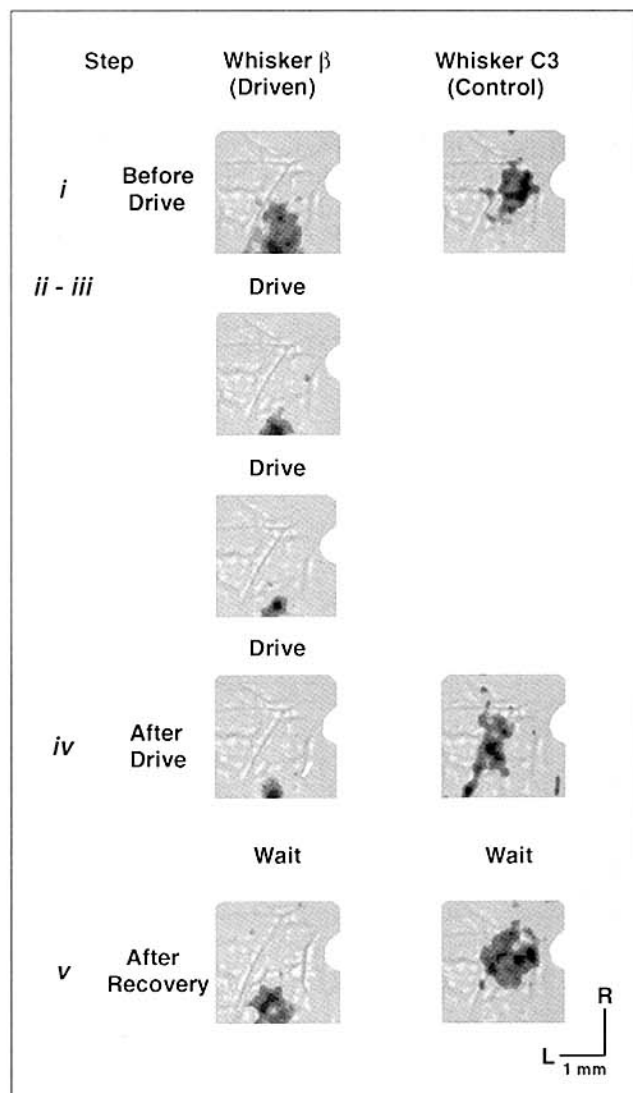 Step Whisker β Whisker C3
(Driven) (Control)
i Before
Drive
ii - iii Drive
Drive
Drive
iv After
Drive
Wait Wait
v After
Recovery
R
L
1 mm